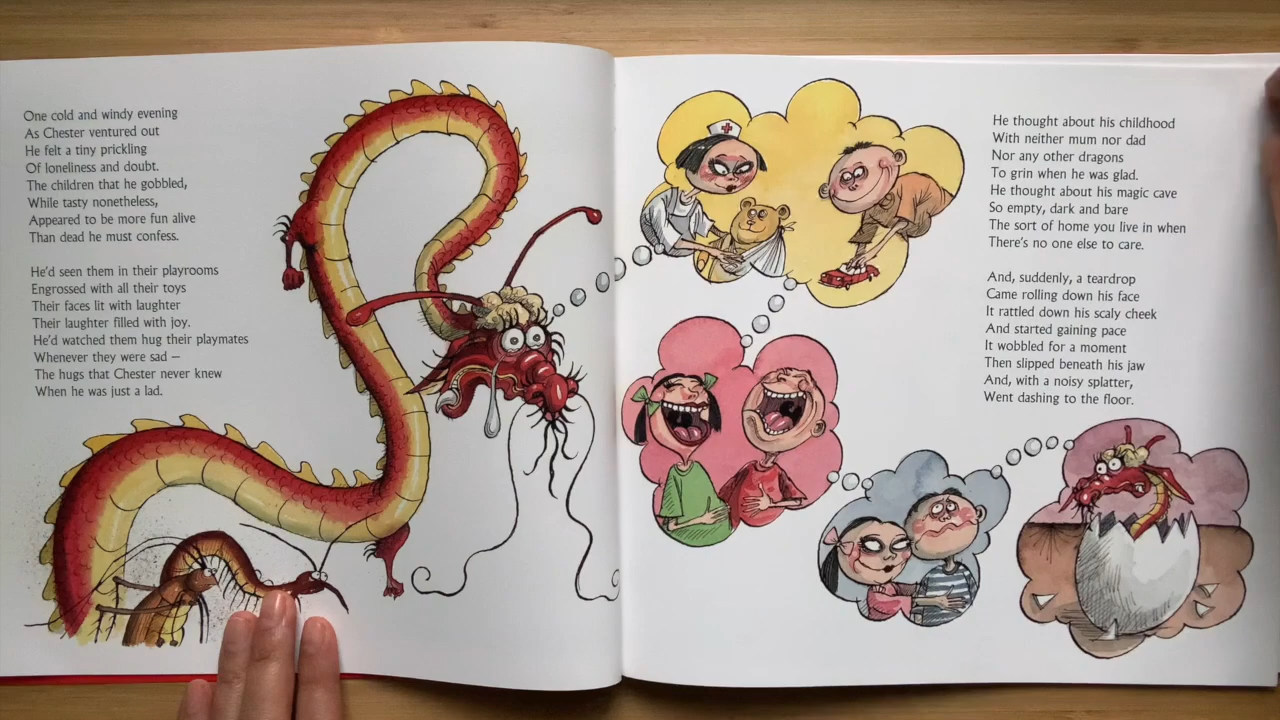 One cold and windy evening
As Chester ventured out
He felt a tiny prickling
Of loneliness and doubt.
The children that he gobbled,
While tasty nonetheless,
Appeared to be more fun alive
Than dead he must confess.
He'd seen them in their playrooms
Engrossed with all their toys
Their faces lit with laughter
Their laughter filled with joy.
He'd watched them hug their playmates
Whenever they were sad –
The hugs that Chester never knew
When he was just a lad.
He thought about his childhood
With neither mum nor dad
Nor any other dragons
To grin when he was glad.
He thought about his magic cave
So empty, dark and bare
The sort of home you live in when
There's no one else to care.
And, suddenly, a teardrop
Came rolling down his face
It rattled down his scaly cheek
And started gaining pace
It wobbled for a moment
Then slipped beneath his jaw
And, with a noisy splatter,
Went dashing to the floor.